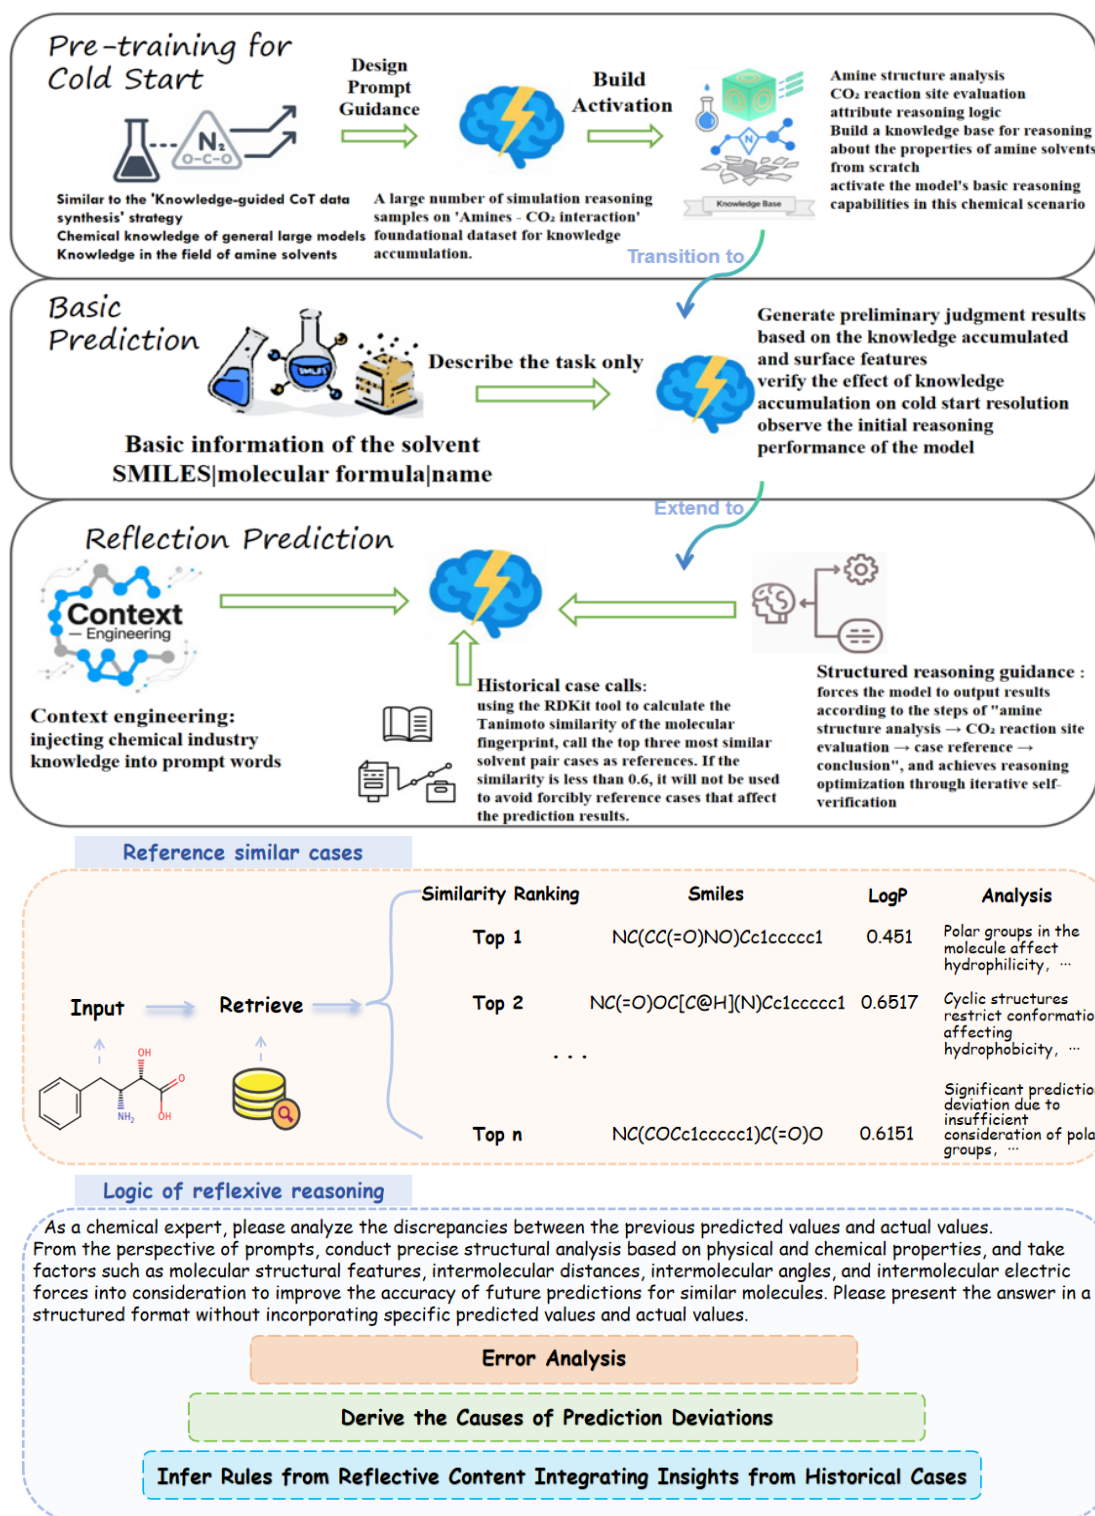 Pre-training for
Cold Start
N₂
O-C-O
Similar to the 'Knowledge-guided CoT data
synthesis' strategy
Chemical knowledge of general large models
Knowledge in the field of amine solvents
Design
Prompt
Guidance
A large number of simulation reasoning
samples on 'Amines - CO₂ interaction'
foundational dataset for knowledge
accumulation.
Build
Activation
N
Knowledge Base
Amine structure analysis
CO₂ reaction site evaluation
attribute reasoning logic
Build a knowledge base for reasoning
about the properties of amine solvents
from scratch
activate the model's basic reasoning
capabilities in this chemical scenario
Transition to
Basic
Prediction
SMILES
Basic information of the solvent
SMILES|molecular formula|name
Describe the task only
Generate preliminary judgment results
based on the knowledge accumulated
and surface features
verify the effect of knowledge
accumulation on cold start resolution
observe the initial reasoning
performance of the model
Extend to
Reflection Prediction
Context
— Engineering
Context engineering:
injecting chemical industry
knowledge into prompt words
Historical case calls:
using the RDKit tool to calculate the
Tanimoto similarity of the molecular
fingerprint, call the top three most similar
solvent pair cases as references. If the
similarity is less than 0.6, it will not be used
to avoid forcibly reference cases that affect
the prediction results.
Structured reasoning guidance :
forces the model to output results
according to the steps of "amine
structure analysis → CO₂ reaction site
evaluation → case reference →
conclusion", and achieves reasoning
optimization through iterative self-
verification
Reference similar cases
Input
OH
O
NH₂
OH
Retrieve
Similarity Ranking Smiles LogP Analysis
Top 1 NC(CC(=O)NO)Cc1ccccc1 0.451 Polar groups in the
molecule affect
hydrophilicity, ···
Top 2 NC(=O)OC[C@H](N)Cc1ccccc1 0.6517 Cyclic structures
restrict conformatio
affecting
hydrophobicity, ···
. . .
Top n NC(COCc1ccccc1)C(=O)O 0.6151 Significant predictio
deviation due to
insufficient
consideration of pola
groups, ···
Logic of reflexive reasoning
As a chemical expert, please analyze the discrepancies between the previous predicted values and actual values.
From the perspective of prompts, conduct precise structural analysis based on physical and chemical properties, and take
factors such as molecular structural features, intermolecular distances, intermolecular angles, and intermolecular electric
forces into consideration to improve the accuracy of future predictions for similar molecules. Please present the answer in a
structured format without incorporating specific predicted values and actual values.
Error Analysis
Derive the Causes of Prediction Deviations
Infer Rules from Reflective Content Integrating Insights from Historical Cases